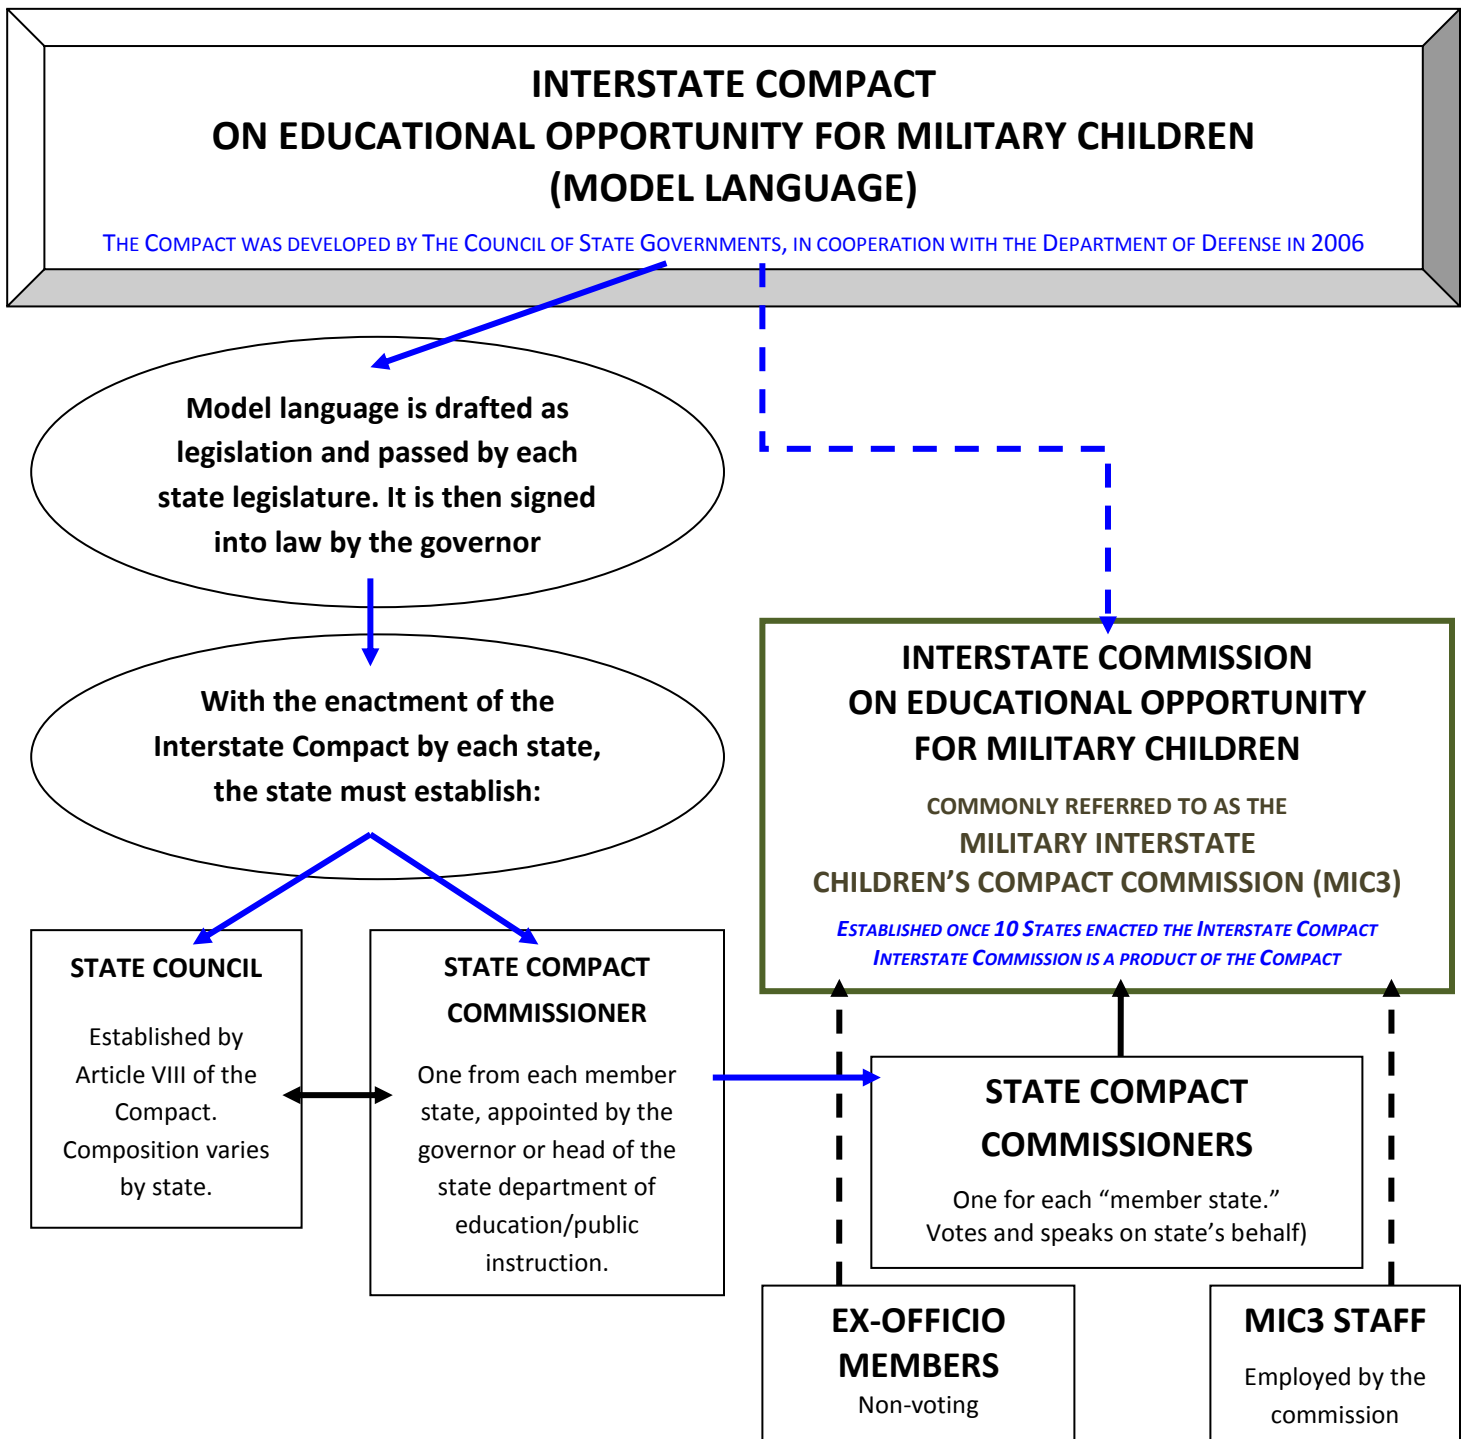 INTERSTATE COMPACT
ON EDUCATIONAL OPPORTUNITY FOR MILITARY CHILDREN
(MODEL LANGUAGE)
THE COMPACT WAS DEVELOPED BY THE COUNCIL OF STATE GOVERNMENTS, IN COOPERATION WITH THE DEPARTMENT OF DEFENSE IN 2006
Model language is drafted as
legislation and passed by each
state legislature. It is then signed
into law by the governor
With the enactment of the
Interstate Compact by each state,
the state must establish:
STATE COUNCIL
Established by
Article VIII of the
Compact.
Composition varies
by state.
STATE COMPACT
COMMISSIONER
One from each member
state, appointed by the
governor or head of the
state department of
education/public
instruction.
INTERSTATE COMMISSION
ON EDUCATIONAL OPPORTUNITY
FOR MILITARY CHILDREN
COMMONLY REFERRED TO AS THE
MILITARY INTERSTATE
CHILDREN’S COMPACT COMMISSION (MIC3)
ESTABLISHED ONCE 10 STATES ENACTED THE INTERSTATE COMPACT
INTERSTATE COMMISSION IS A PRODUCT OF THE COMPACT
STATE COMPACT
COMMISSIONERS
One for each “member state.”
Votes and speaks on state’s behalf)
EX-OFFICIO
MEMBERS
Non-voting
MIC3 STAFF
Employed by the
commission